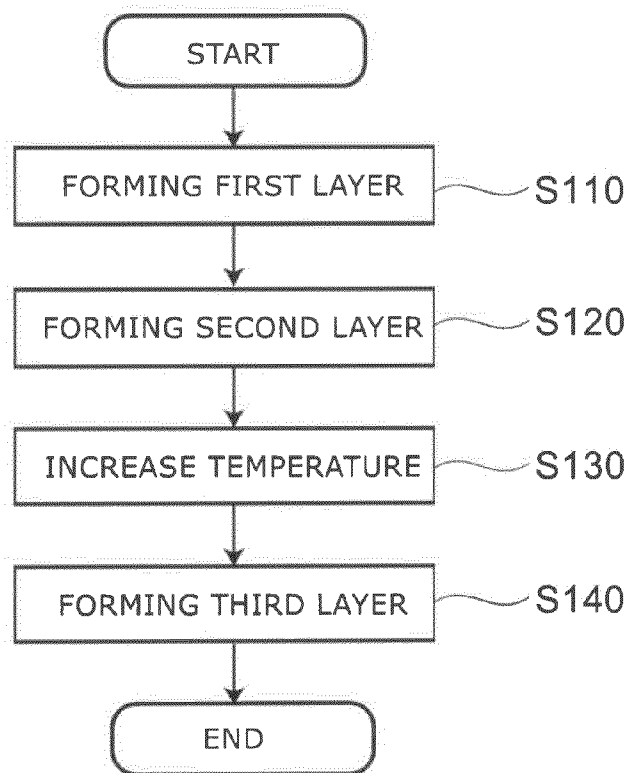 START
FORMING FIRST LAYER
S110
FORMING SECOND LAYER
S120
INCREASE TEMPERATURE
S130
FORMING THIRD LAYER
S140
END